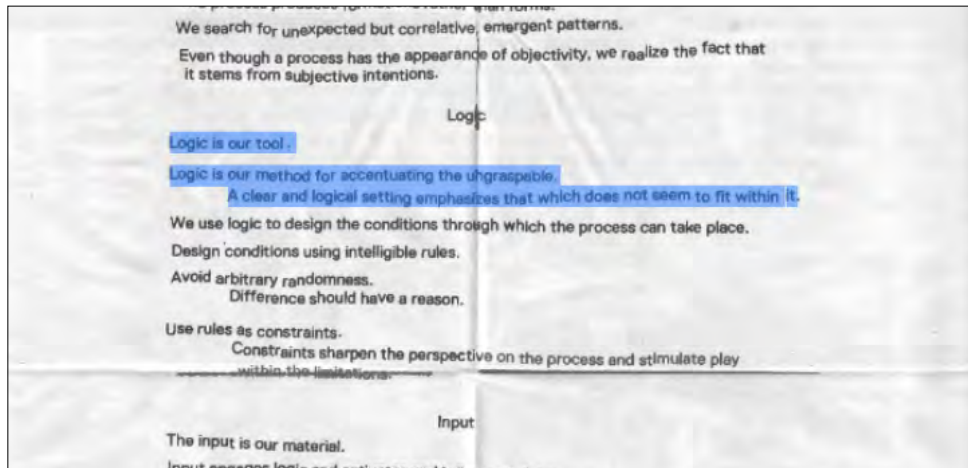 We search for unexpected but correlative, emergent patterns.
Even though a process has the appearance of objectivity, we realize the fact that
it stems from subjective intentions.
Logic
Logic is our tool.
Logic is our method for accentuating the ungraspable.
A clear and logical setting emphasizes that which does not seem to fit within it.
We use logic to design the conditions through which the process can take place.
Design conditions using intelligible rules.
Avoid arbitrary randomness.
Difference should have a reason.
Use rules as constraints.
Constraints sharpen the perspective on the process and stimulate play
within the limitations.
Input
The input is our material.